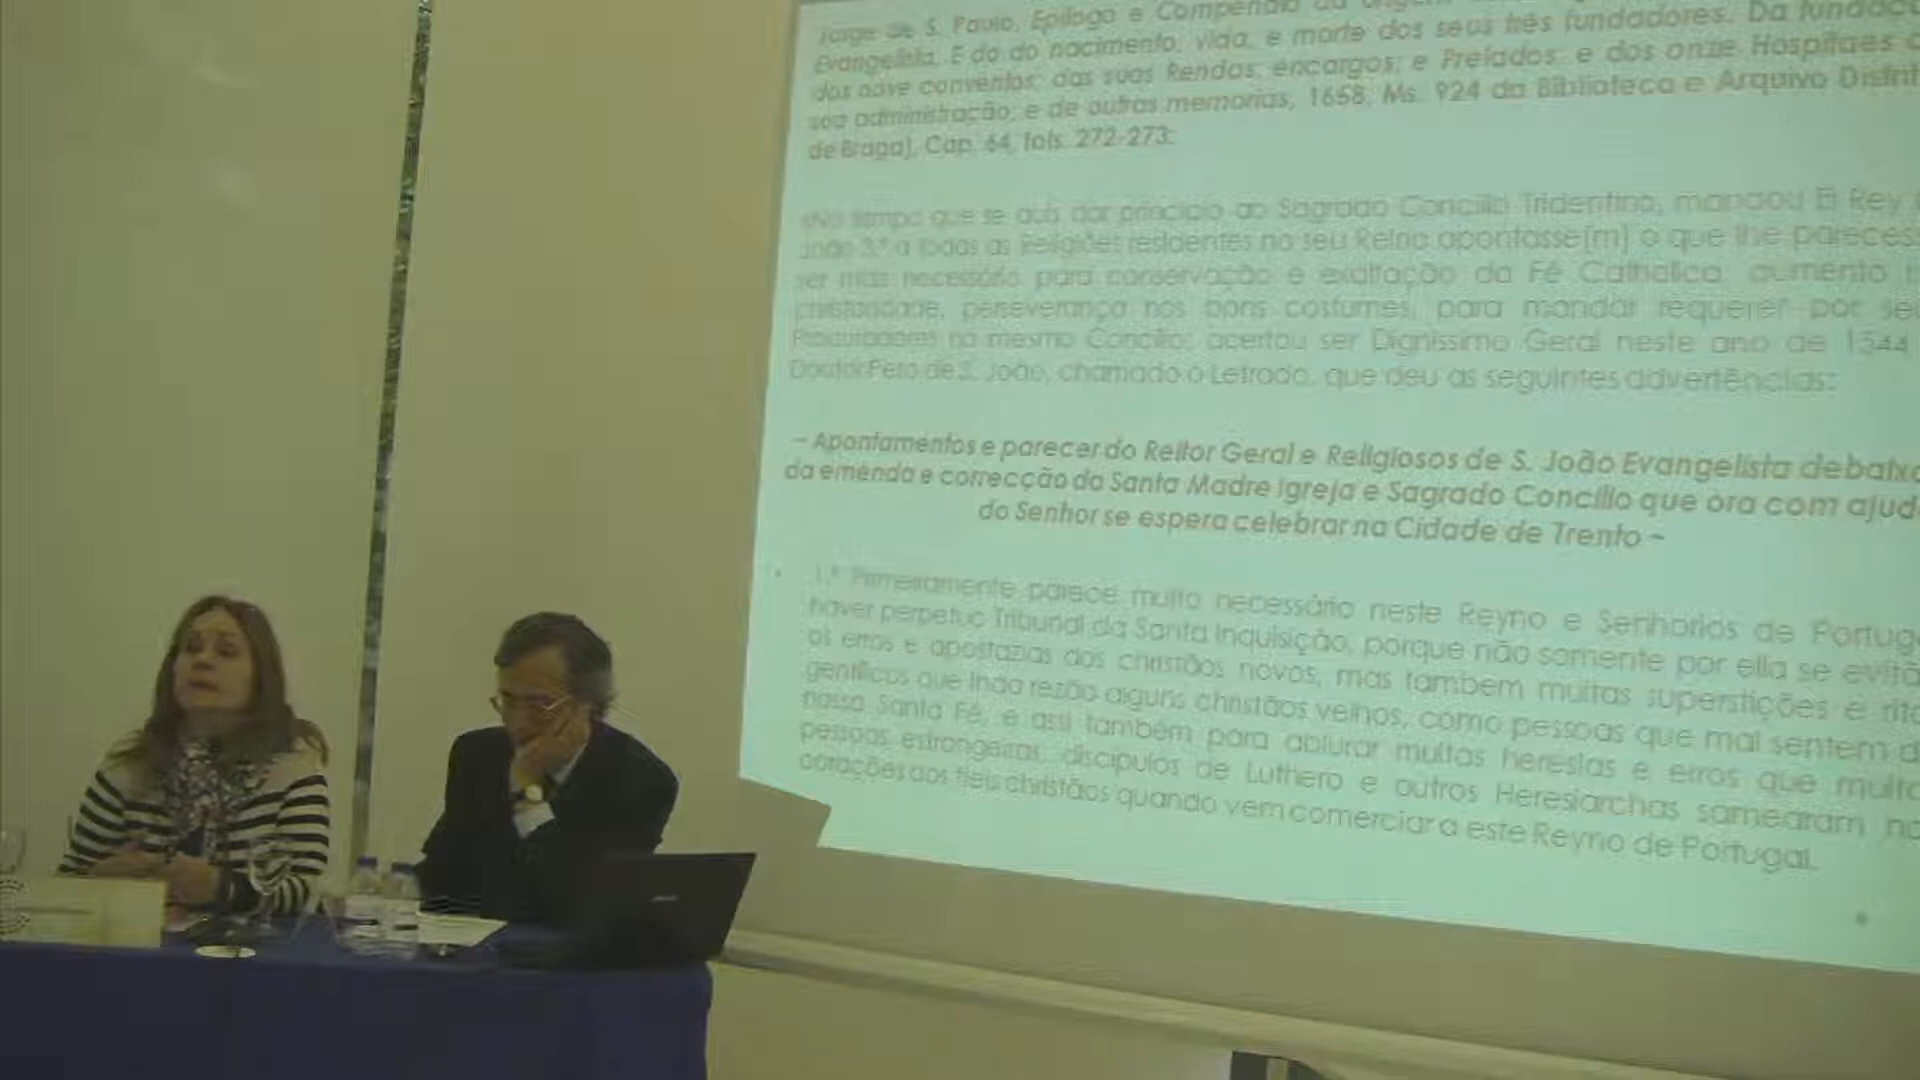 Jorge de S. Paulo, Epilogo e Compendio da origem
Evangelista. E do do nacimento, vida, e morte dos seus três fundadores. Da fundaç
dos nove conventos, das suas Rendas, encargos, e Prelados; e dos onze Hospitaes
sua administração; e de outras memorias, 1658, Ms. 924 da Biblioteca e Arquivo Distri
de Braga], Cap. 64, fols. 272-273:
«No tempo que se quis dar principio ao Sagrado Concilio Tridentino, mandou El Rey
João 3.º a todas as Religiões residentes no seu Reino apontasse[m] o que lhe parecess
ser mais necessário para conservação e exaltação da Fé Catholica, aumento
christandade, perseverança nos bons costumes, para mandar requerer por se
Procuradores no mesmo Concilio; acertou ser Digníssimo Geral neste ano de 1544
Doutor Pero de S. João, chamado o Letrado, que deu as seguintes advertências:
– Apontamentos e parecer do Reitor Geral e Religiosos de S. João Evangelista debaixo
da emenda e correcção da Santa Madre Igreja e Sagrado Concílio que ora com ajud
do Senhor se espera celebrar na Cidade de Trento –
1.º Primeiramente parece muito necessário neste Reyno e Senhorios de Portug
haver perpetuo Tribunal da Santa Inquisição, porque não somente por ella se evitã
os erros e apostazias dos christãos novos, mas tambem muitas superstições e rito
gentílicos que inda rezão alguns christãos velhos, como pessoas que mal sentem d
nossa Santa Fé, e assi também para abiurar muitas heresias e erros que muita
pessoas estrangeiras, discipulos de Luthero e outros Heresiarchas samearam no
corações dos fieis christãos quando vem comerciar a este Reyno de Portugal.